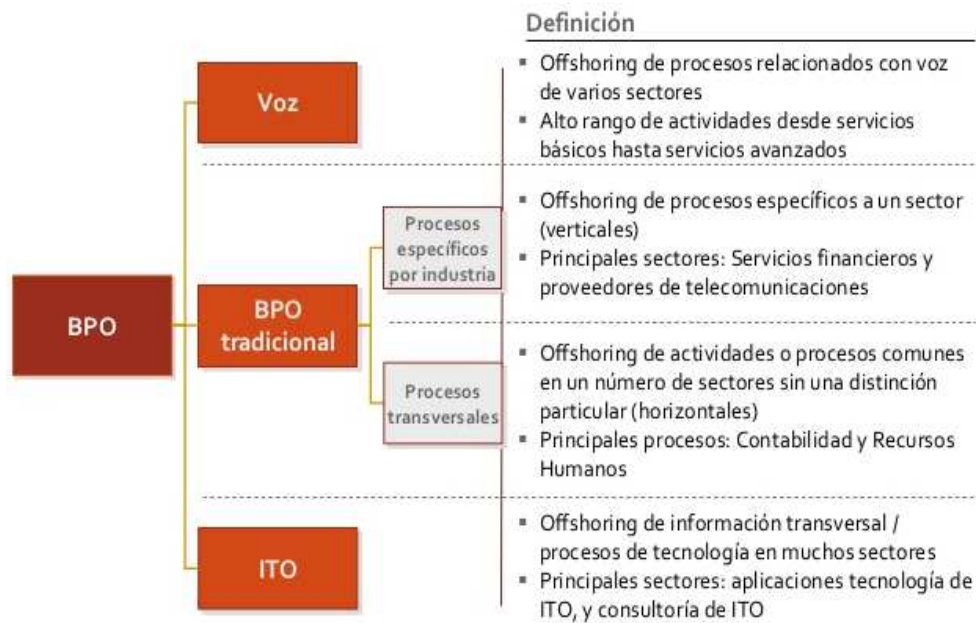 Definición
Voz
▪ Offshoring de procesos relacionados con voz
de varios sectores
▪ Alto rango de actividades desde servicios
básicos hasta servicios avanzados
BPO
BPO
tradicional
Procesos
específicos
por industria
▪ Offshoring de procesos específicos a un sector
(verticales)
▪ Principales sectores: Servicios financieros y
proveedores de telecomunicaciones
Procesos
transversales
▪ Offshoring de actividades o procesos comunes
en un número de sectores sin una distinción
particular (horizontales)
▪ Principales procesos: Contabilidad y Recursos
Humanos
ITO
▪ Offshoring de información transversal /
procesos de tecnología en muchos sectores
▪ Principales sectores: aplicaciones tecnología de
ITO, y consultoría de ITO